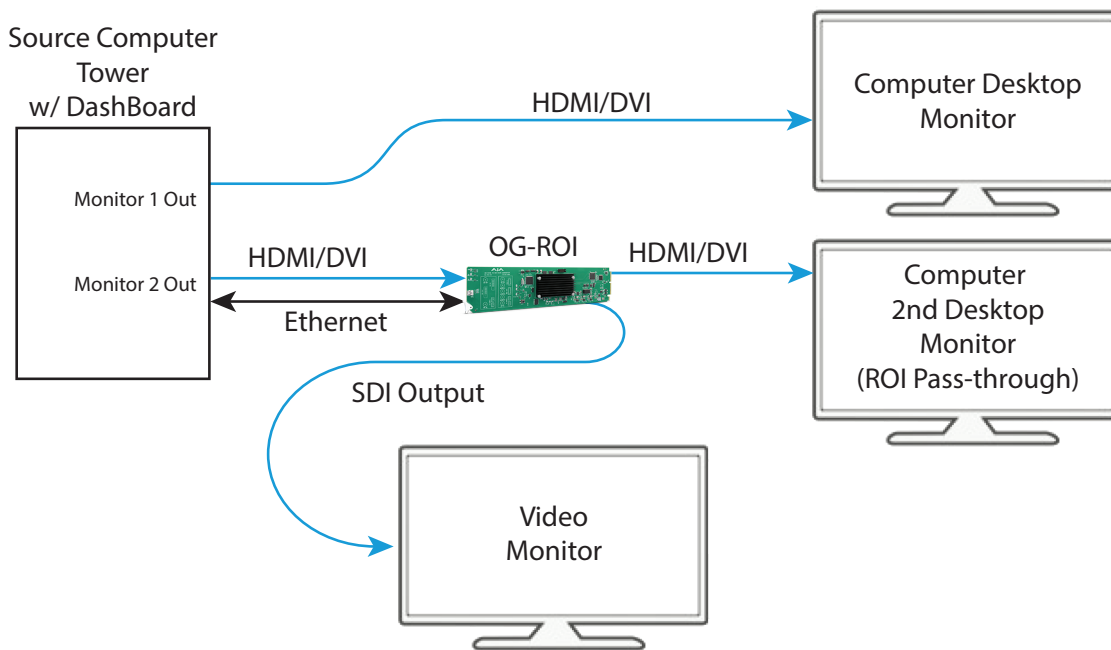 Source Computer
Tower
w/ DashBoard
Monitor 1 Out
Monitor 2 Out
HDMI/DVI
Computer Desktop
Monitor
HDMI/DVI
OG-ROI
HDMI/DVI
AJA
Ethernet
Computer
2nd Desktop
Monitor
(ROI Pass-through)
SDI Output
Video
Monitor